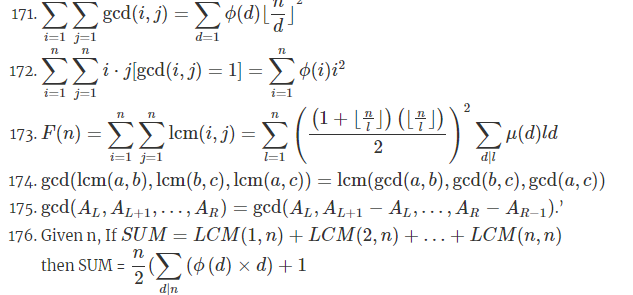 171. $\sum_{i=1}^{n} \sum_{j=1}^{n} \gcd(i, j) = \sum_{d=1} \phi(d) \lfloor \frac{n}{d} \rfloor^2$
172. $\sum_{i=1}^{n} \sum_{j=1}^{n} i \cdot j[\gcd(i, j) = 1] = \sum_{i=1}^{n} \phi(i) i^2$
173. $F(n) = \sum_{i=1}^{n} \sum_{j=1}^{n} \text{lcm}(i, j) = \sum_{l=1}^{n} \left( \frac{(1 + \lfloor \frac{n}{l} \rfloor)(\lfloor \frac{n}{l} \rfloor)}{2} \right)^2 \sum_{d|l} \mu(d) l d$
174. $\gcd(\text{lcm}(a, b), \text{lcm}(b, c), \text{lcm}(a, c)) = \text{lcm}(\gcd(a, b), \gcd(b, c), \gcd(a, c))$
175. $\gcd(A_L, A_{L+1}, \ldots, A_R) = \gcd(A_L, A_{L+1} - A_L, \ldots, A_R - A_{R-1})$.’
176. Given n, If $SUM = LCM(1, n) + LCM(2, n) + \ldots + LCM(n, n)$
then SUM = $\frac{n}{2} (\sum_{d|n} (\phi(d) \times d) + 1$